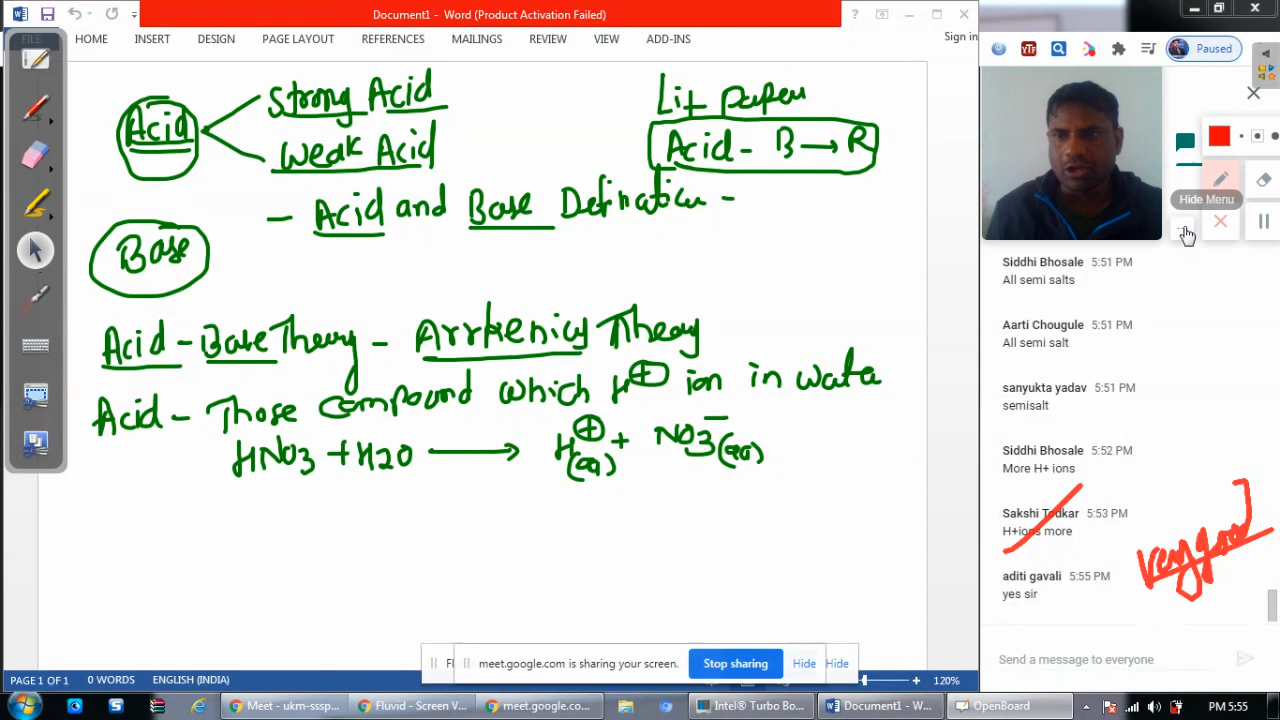 Document1 - Word (Product Activation Failed)
FILE HOME INSERT DESIGN PAGE LAYOUT REFERENCES MAILINGS REVIEW VIEW ADD-INS Sign in
Paused
Acid
Strong Acid
Weak Acid
Lit paper
Acid - B → R
- Acid and Base Defination -
Base
Acid - Base Theory - Arrhenicy Theory
Acid - Those compound which H⊕ ion in wata
HNO3 + H2O → H⊕(aq) + NO3⁻(aq)
Hide Menu
Siddhi Bhosale 5:51 PM
All semi salts
Aarti Chougule 5:51 PM
All semi salt
sanyukta yadav 5:51 PM
semisalt
Siddhi Bhosale 5:52 PM
More H+ ions
Sakshi Todkar 5:53 PM
H+ions more
very good
aditi gavali 5:55 PM
yes sir
Send a message to everyone
Fl
meet.google.com is sharing your screen.
Stop sharing
Hide
Hide
PAGE 1 OF 1 0 WORDS ENGLISH (INDIA) 120%
Meet - ukm-sssp... Fluvid - Screen V... meet.google.co... Intel® Turbo Bo... Document1 - W... OpenBoard PM 5:55